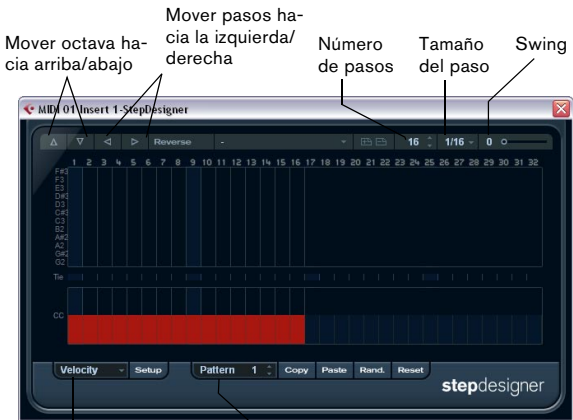 Mover octava ha-
cia arriba/abajo
Mover pasos ha-
cia la izquierda/
derecha
Número
de pasos
Tamaño
del paso
Swing
MIDI 01:Insert 1-StepDesigner
Reverse - 16 1/16 0
1 2 3 4 5 6 7 8 9 10 11 12 13 14 15 16 17 18 19 20 21 22 23 24 25 26 27 28 29 30 31 32
F#3
F3
E3
D#3
D3
C#3
C3
B2
A#2
A2
G#2
G2
Tie
CC
Velocity Setup Pattern 1 Copy Paste Rand. Reset
stepdesigner